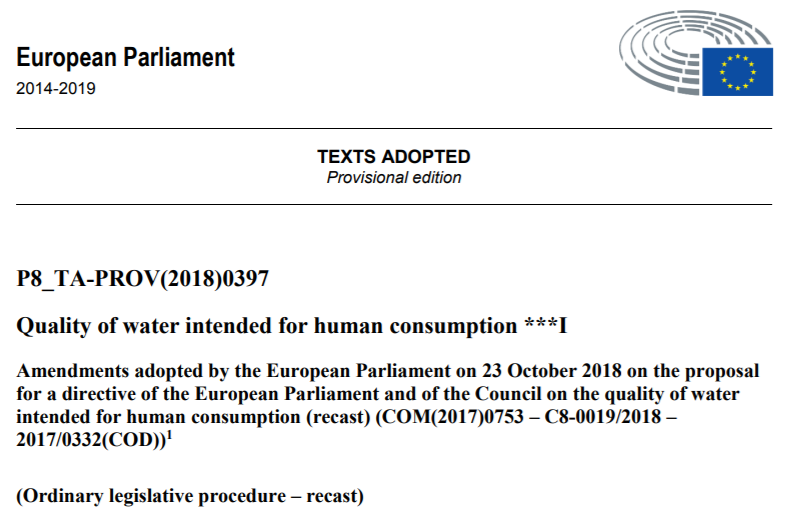 European Parliament
2014-2019
TEXTS ADOPTED
Provisional edition
P8_TA-PROV(2018)0397
Quality of water intended for human consumption ***I
Amendments adopted by the European Parliament on 23 October 2018 on the proposal
for a directive of the European Parliament and of the Council on the quality of water
intended for human consumption (recast) (COM(2017)0753 – C8-0019/2018 –
2017/0332(COD))¹
(Ordinary legislative procedure – recast)